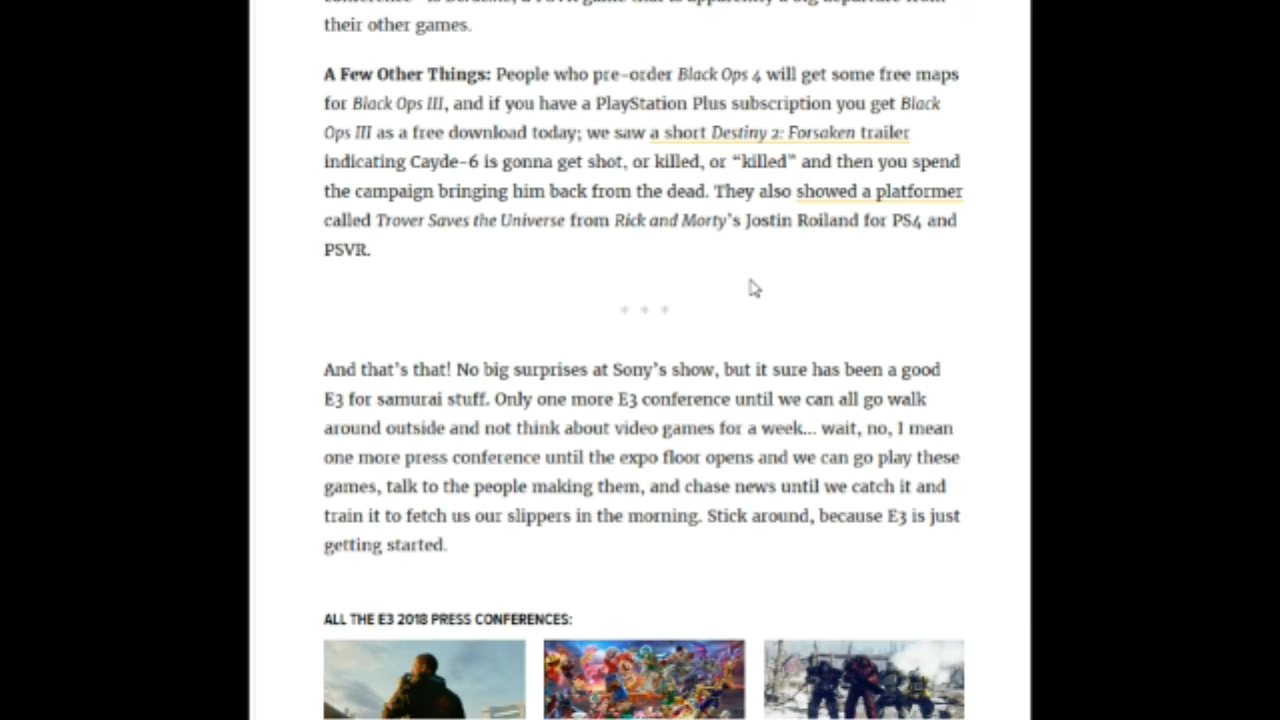 their other games.
A Few Other Things: People who pre-order Black Ops 4 will get some free maps
for Black Ops III, and if you have a PlayStation Plus subscription you get Black
Ops III as a free download today; we saw a short Destiny 2: Forsaken trailer
indicating Cayde-6 is gonna get shot, or killed, or “killed” and then you spend
the campaign bringing him back from the dead. They also showed a platformer
called Trover Saves the Universe from Rick and Morty’s Jostin Roiland for PS4 and
PSVR.
* * *
And that’s that! No big surprises at Sony’s show, but it sure has been a good
E3 for samurai stuff. Only one more E3 conference until we can all go walk
around outside and not think about video games for a week... wait, no, I mean
one more press conference until the expo floor opens and we can go play these
games, talk to the people making them, and chase news until we catch it and
train it to fetch us our slippers in the morning. Stick around, because E3 is just
getting started.
ALL THE E3 2018 PRESS CONFERENCES: